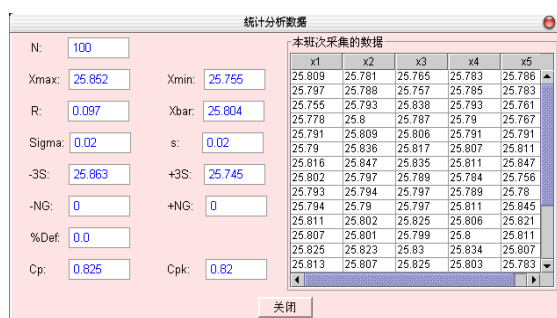 统计分析数据
N: 100
Xmax: 25.852 Xmin: 25.755
R: 0.097 Xbar: 25.804
Sigma: 0.02 s: 0.02
-3S: 25.863 +3S: 25.745
-NG: 0 +NG: 0
%Def: 0.0
Cp: 0.825 Cpk: 0.82
本班次采集的数据
x1 x2 x3 x4 x5
25.809 25.781 25.765 25.783 25.786
25.797 25.788 25.757 25.785 25.783
25.755 25.793 25.838 25.793 25.761
25.778 25.8 25.787 25.79 25.767
25.791 25.809 25.806 25.791 25.791
25.79 25.836 25.817 25.807 25.811
25.816 25.847 25.835 25.811 25.847
25.802 25.797 25.789 25.784 25.756
25.793 25.794 25.797 25.789 25.78
25.794 25.79 25.797 25.811 25.845
25.811 25.802 25.825 25.806 25.821
25.807 25.801 25.799 25.8 25.811
25.825 25.823 25.83 25.834 25.807
25.813 25.807 25.825 25.803 25.783
关闭